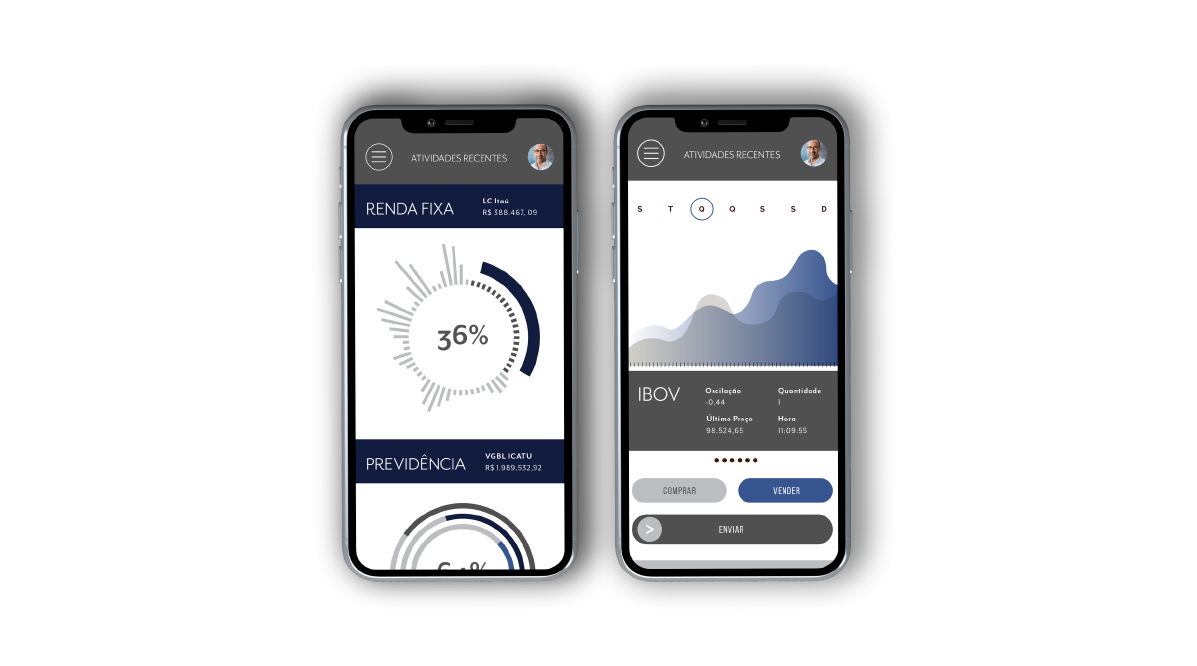 ATIVIDADES RECENTES
RENDA FIXA
LC Itaú
R$ 388.467, 09
36%
PREVIDÊNCIA
VGBL ICATU
R$ 1.989.532,92
ATIVIDADES RECENTES
S T Q Q S S D
IBOV
Oscilação
-0,44
Quantidade
1
Último Preço
98.524,65
Hora
11:09:55
COMPRAR
VENDER
>
ENVIAR